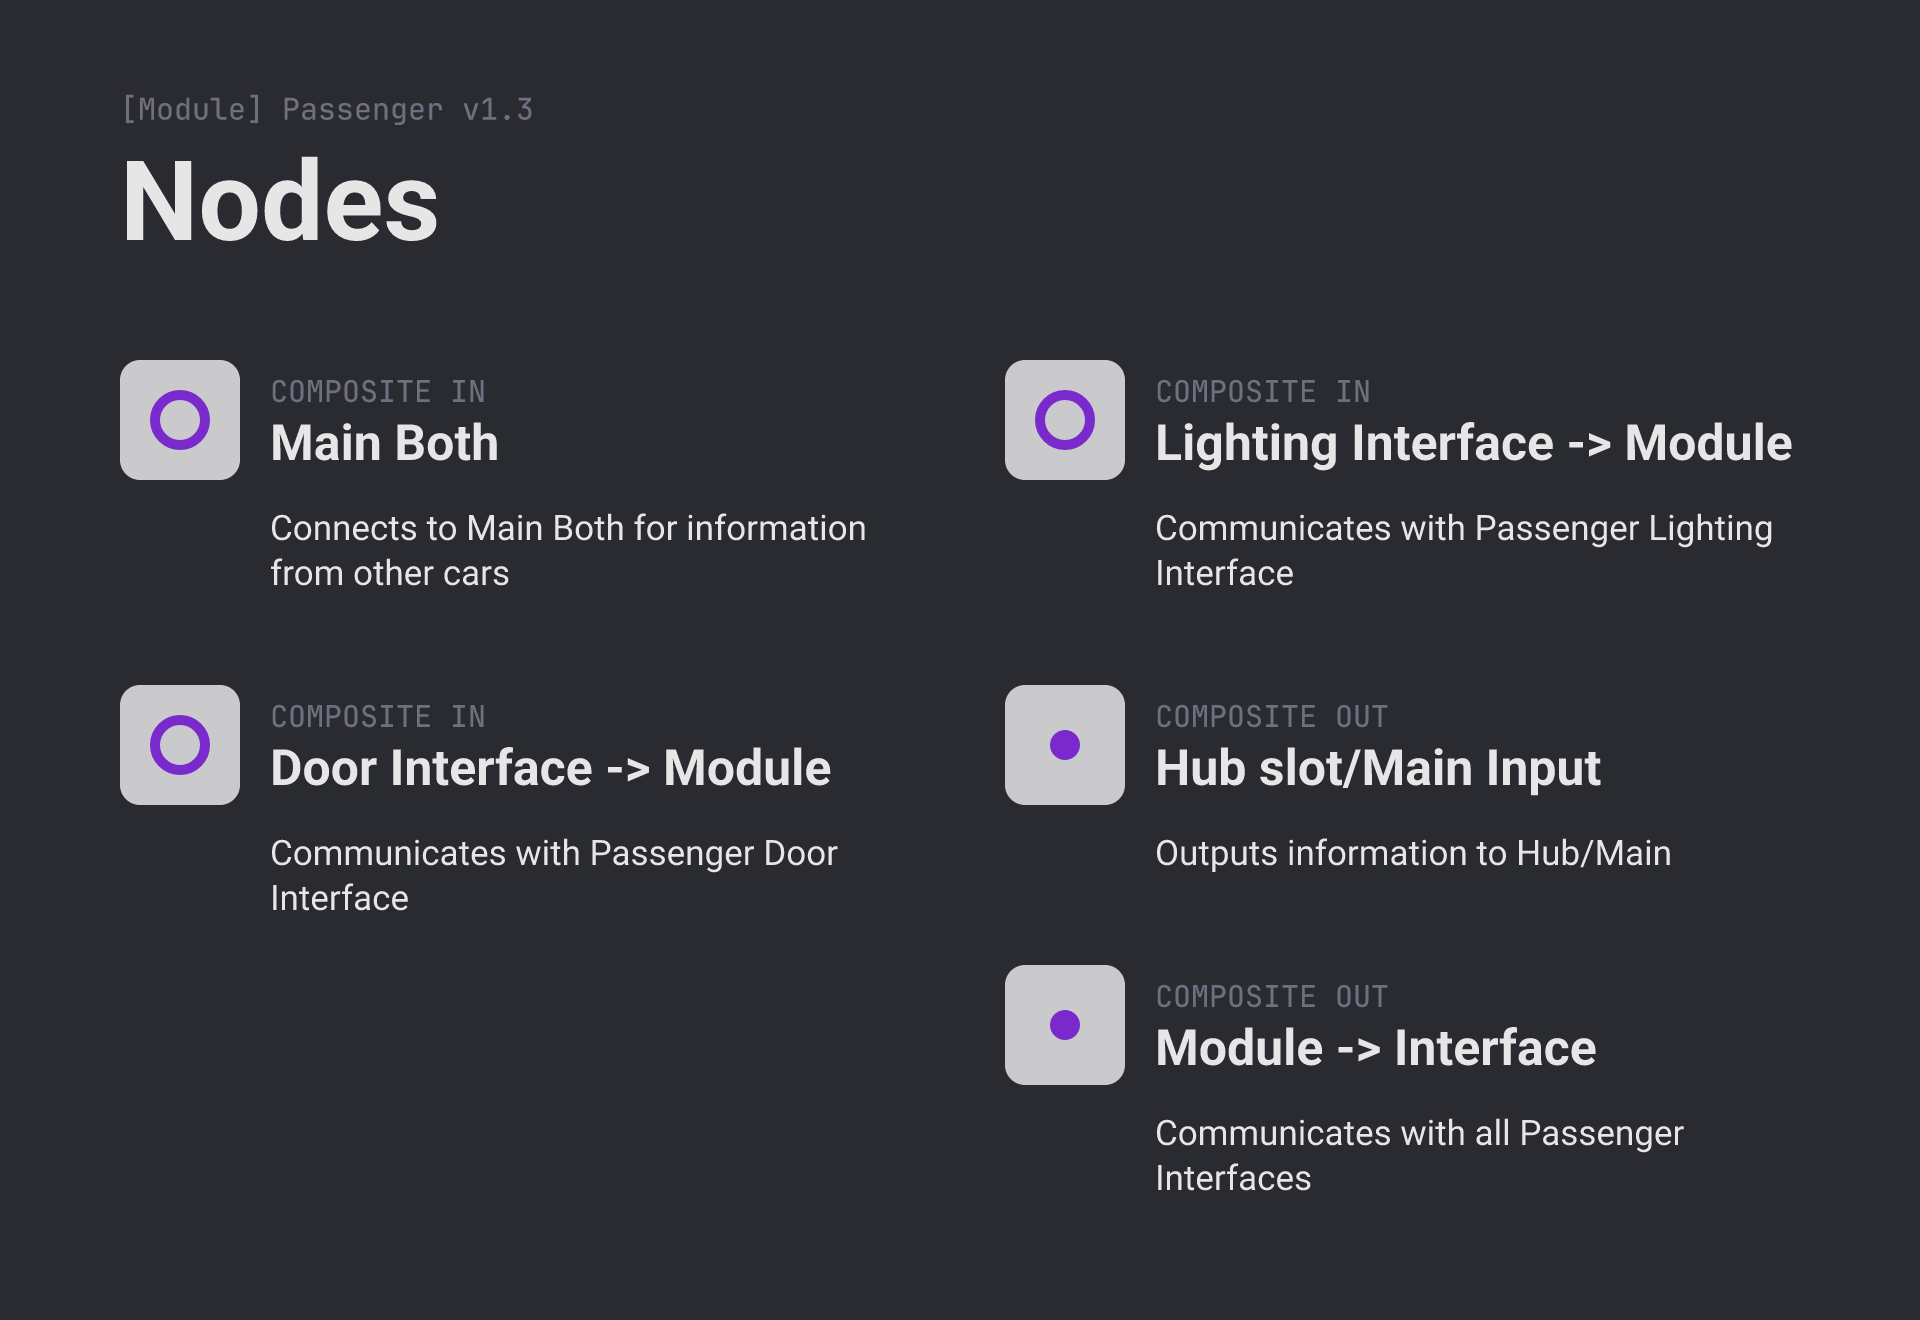 [Module] Passenger v1.3
Nodes
COMPOSITE IN
Main Both
Connects to Main Both for information
from other cars
COMPOSITE IN
Lighting Interface -> Module
Communicates with Passenger Lighting
Interface
COMPOSITE IN
Door Interface -> Module
Communicates with Passenger Door
Interface
COMPOSITE OUT
Hub slot/Main Input
Outputs information to Hub/Main
COMPOSITE OUT
Module -> Interface
Communicates with all Passenger
Interfaces